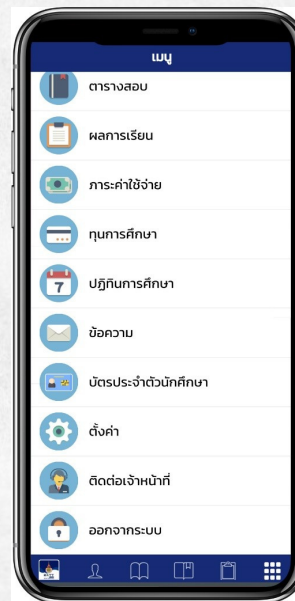 เมนู
ตารางสอบ
ผลการเรียน
ภาระค่าใช้จ่าย
ทุนการศึกษา
7
ปฏิทินการศึกษา
ข้อความ
บัตรประจำตัวนักศึกษา
ตั้งค่า
ติดต่อเจ้าหน้าที่
ออกจากระบบ